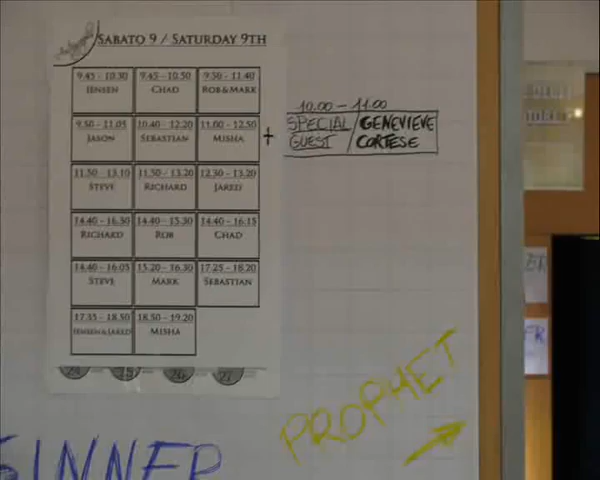 SABATO 9 / SATURDAY 9TH
9.45 - 10.30 9.45 - 10.50 9.50 - 11.40
JENSEN CHAD ROB & MARK
9.50 - 11.05 10.40 - 12.20 11.00 - 12.50
JASON SEBASTIAN MISHA
11.50 - 13.10 11.50 - 13.20 12.30 - 13.20
STEVE RICHARD JARED
14.40 - 16.30 14.40 - 15.30 14.40 - 16.15
RICHARD ROB CHAD
14.40 - 16.05 15.20 - 16.30 17.25 - 18.20
STEVE MARK SEBASTIAN
17.35 - 18.50 18.50 - 19.20
JENSEN & JARED MISHA
+
10.00 - 11.00
SPECIAL / GENEVIEVE
GUEST / CORTESE
PROPHET
SINNER
ER
ER